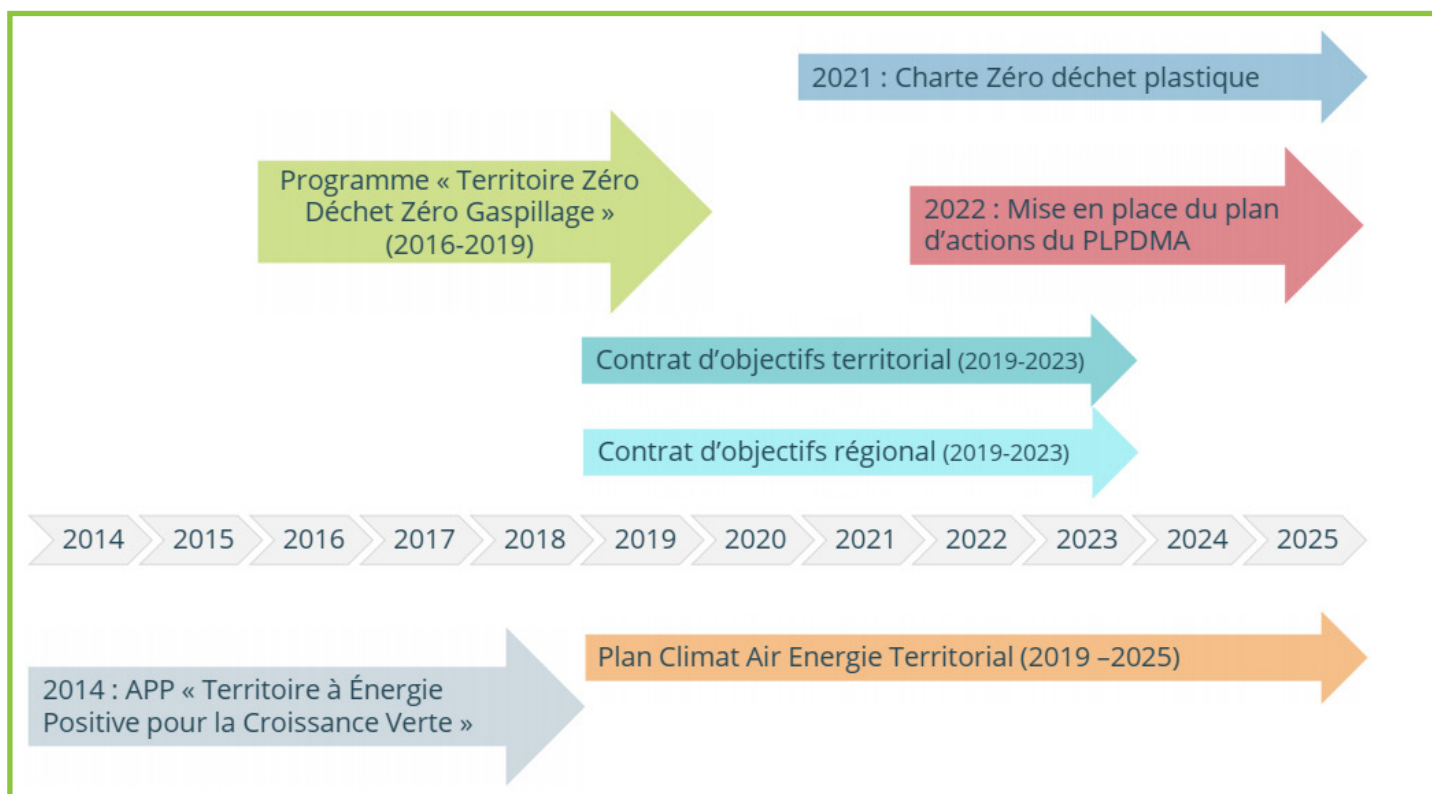 2021 : Charte Zéro déchet plastique
Programme « Territoire Zéro
Déchet Zéro Gaspillage »
(2016-2019)
2022 : Mise en place du plan
d’actions du PLPDMA
Contrat d’objectifs territorial (2019-2023)
Contrat d’objectifs régional (2019-2023)
2014 2015 2016 2017 2018 2019 2020 2021 2022 2023 2024 2025
Plan Climat Air Energie Territorial (2019 –2025)
2014 : APP « Territoire à Énergie
Positive pour la Croissance Verte »